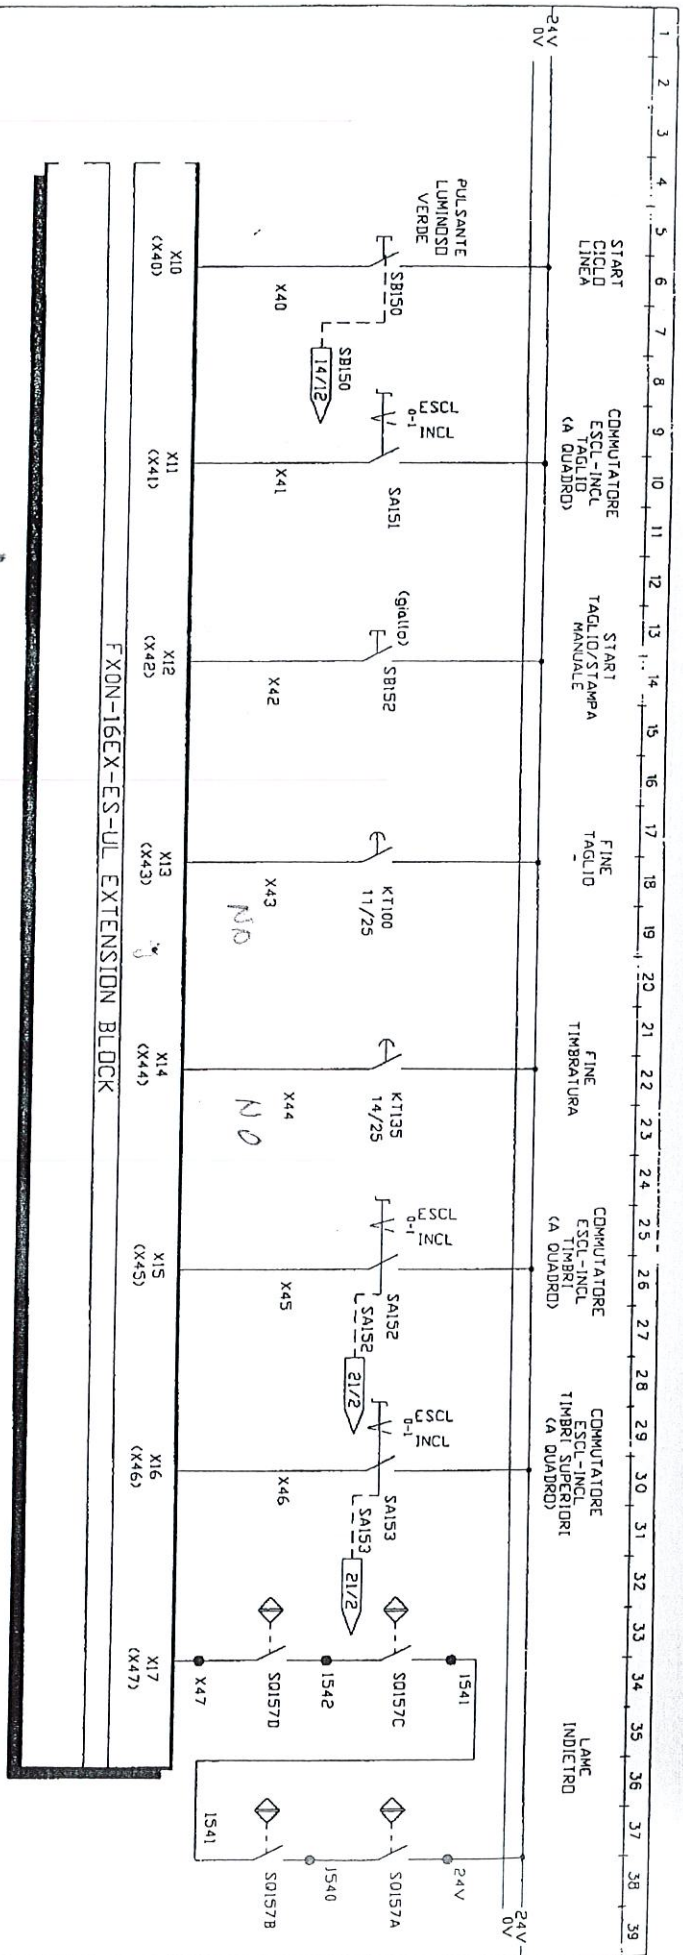 1 2 3 4 5 6 7 8 9 10 11 12 13 14 15 16 17 18 19 20 21 22 23 24 25 26 27 28 29 30 31 32 33 34 35 36 37 38 39
START
CICLO
LINEA
COMMUTATORE
ESCL-INCL
TAGLIO
(A QUADRO)
START
TAGLIO/STAMPA
MANUALE
FINE
TAGLIO
FINE
TIMBRATURA
COMMUTATORE
ESCL-INCL
TIMBRI
(A QUADRO)
COMMUTATORE
ESCL-INCL
TIMBRI SUPERIORI
(A QUADRO)
LAME
INDIETRO
24V
0V
24V
0V
PULSANTE
LUMINOSO
VERDE
SB150
SB150
14/12
X40
X10
(X40)
ESCL
0-1
INCL
SA151
X41
X11
(X41)
(giallo)
SB152
X42
X12
(X42)
KT100
11/25
X43
NO
X13
(X43)
KT135
14/25
X44
NO
X14
(X44)
ESCL
0-1
INCL
SA152
SA152
21/2
X45
X15
(X45)
ESCL
0-1
INCL
SA153
SA153
21/2
X46
X16
(X46)
1541
SQ157C
1542
SQ157D
X47
X17
(X47)
24V
SQ157A
1540
SQ157B
1541
FX0N-16EX-ES-UL EXTENSION BLOCK